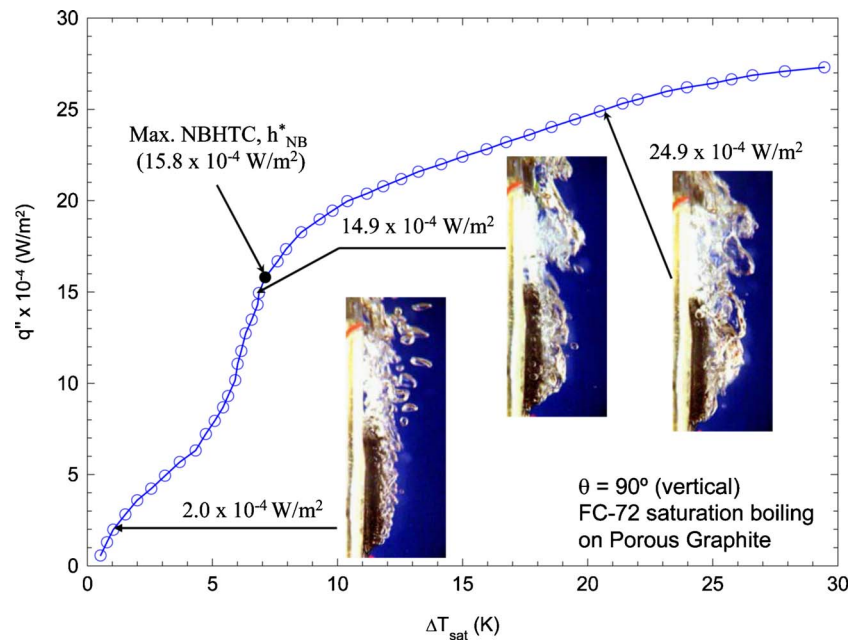 30
25
20
15
10
5
0
q" x 10⁻⁴ (W/m²)
Max. NBHTC, h*NB
(15.8 x 10⁻⁴ W/m²)
14.9 x 10⁻⁴ W/m²
24.9 x 10⁻⁴ W/m²
2.0 x 10⁻⁴ W/m²
θ = 90º (vertical)
FC-72 saturation boiling
on Porous Graphite
0 5 10 15 20 25 30
ΔTsat (K)